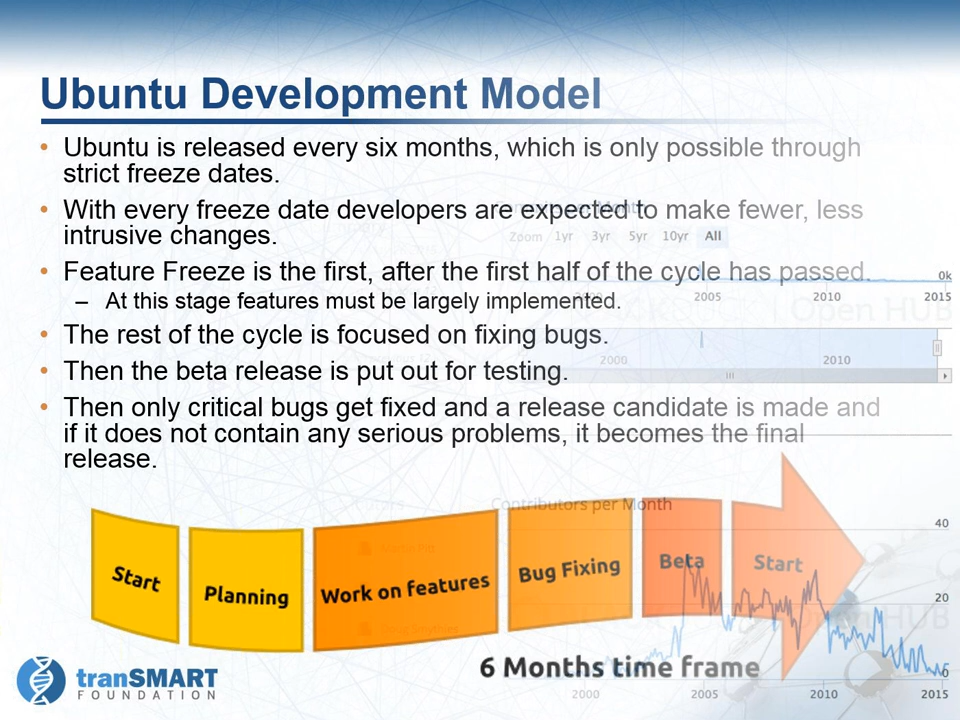 Ubuntu Development Model
• Ubuntu is released every six months, which is only possible through
strict freeze dates.
• With every freeze date developers are expected to make fewer, less
intrusive changes.
Zoom 1yr 3yr 5yr 10yr All
• Feature Freeze is the first, after the first half of the cycle has passed.
0k
– At this stage features must be largely implemented.
2005 2010 2015
Open HUB
• The rest of the cycle is focused on fixing bugs.
2000 2010
• Then the beta release is put out for testing.
• Then only critical bugs get fixed and a release candidate is made and
if it does not contain any serious problems, it becomes the final
release.
Contributors per Month
40
Start
Planning
Work on features
Bug Fixing
Beta
Start
20
Open HUB
6 Months time frame
0
2000 2005 2010 2015
tranSMART
FOUNDATION